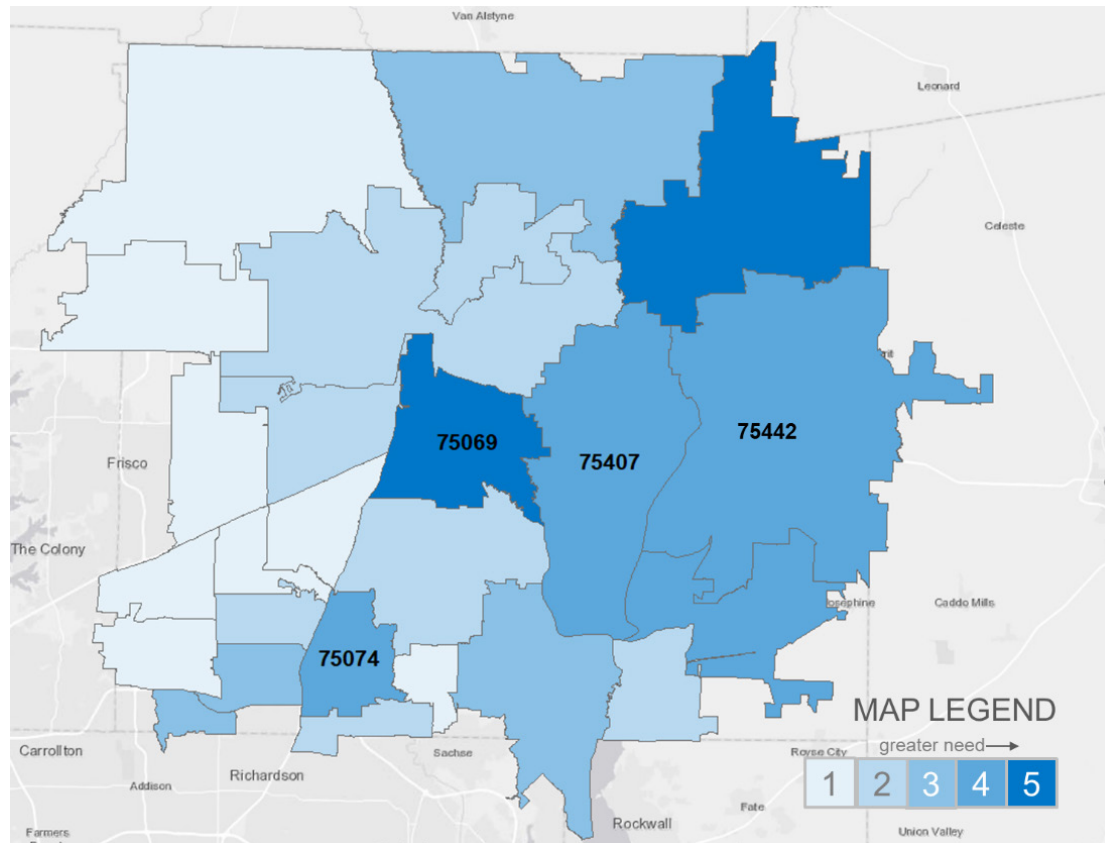 Van Alstyne
Leonard
Celeste
Frisco
75069
75407
75442
The Colony
Josephine
Caddo Mills
75074
MAP LEGEND
greater need→
1 2 3 4 5
Carrollton
Sachse
Royse City
Addison
Richardson
Fate
Rockwall
Farmers
Union Valley